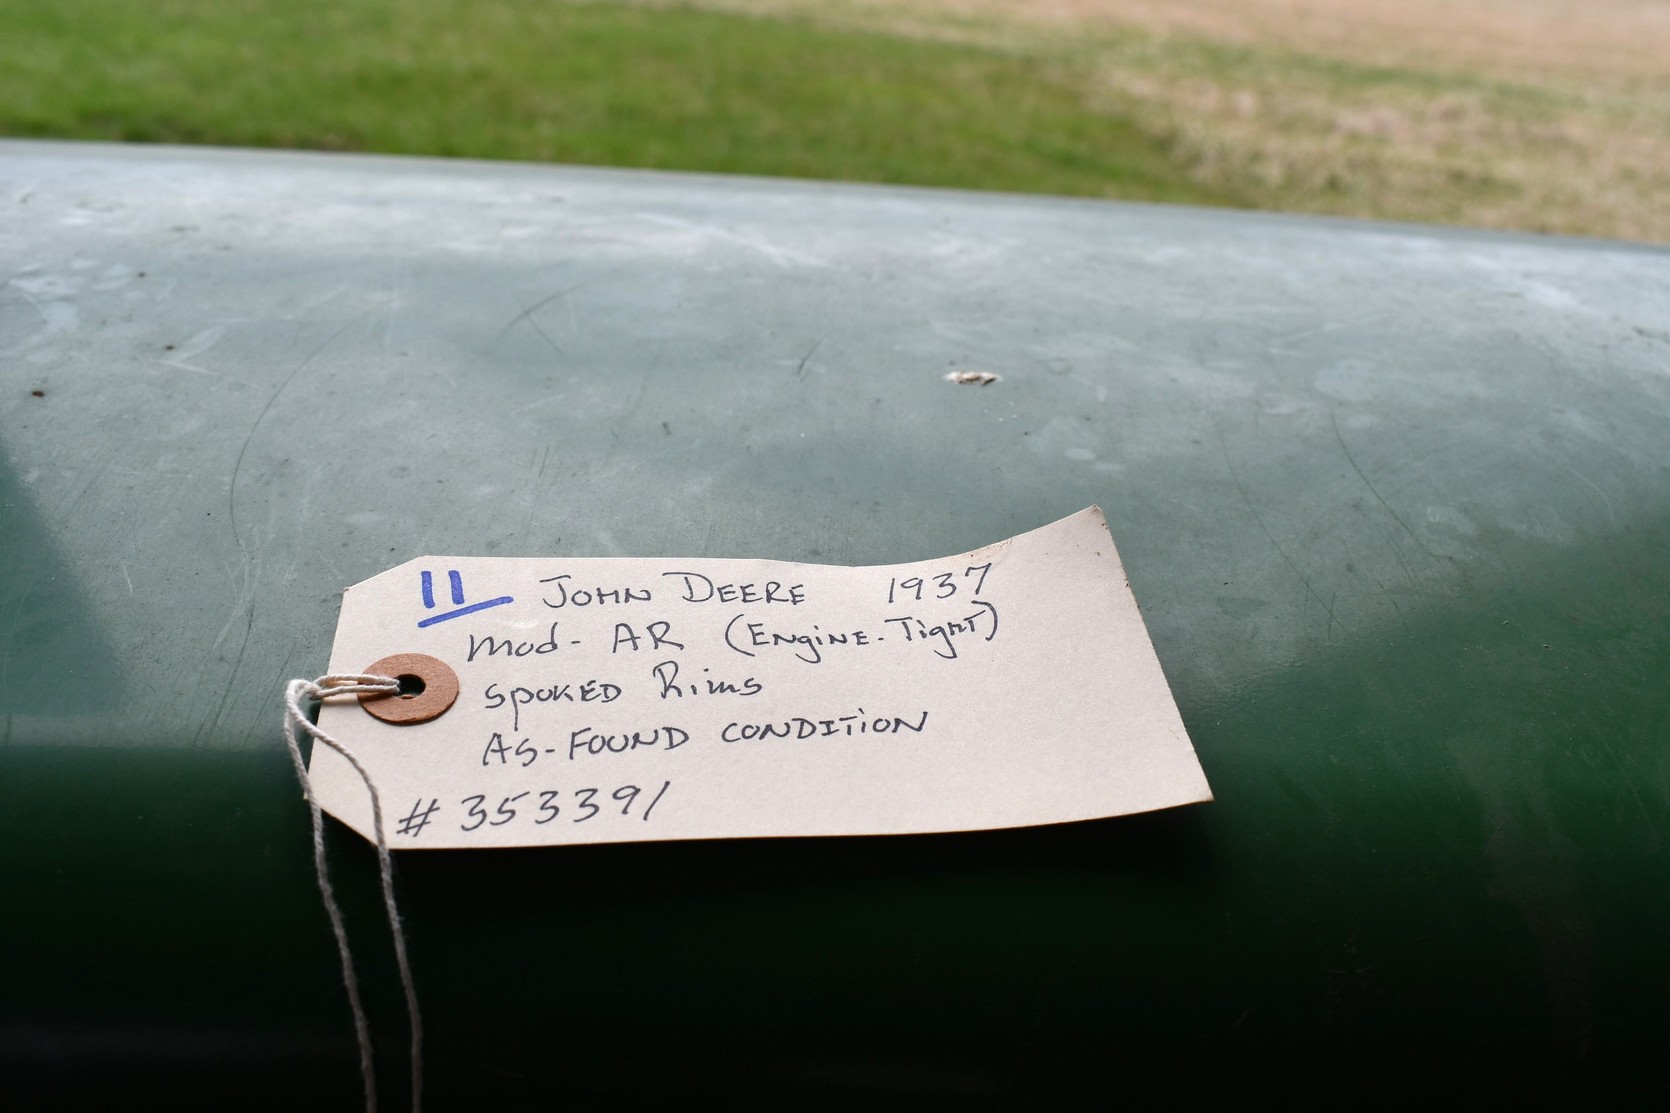 11 John Deere 1937
Mod- AR (Engine-Tight)
Spoked Rims
As-Found Condition
# 353391